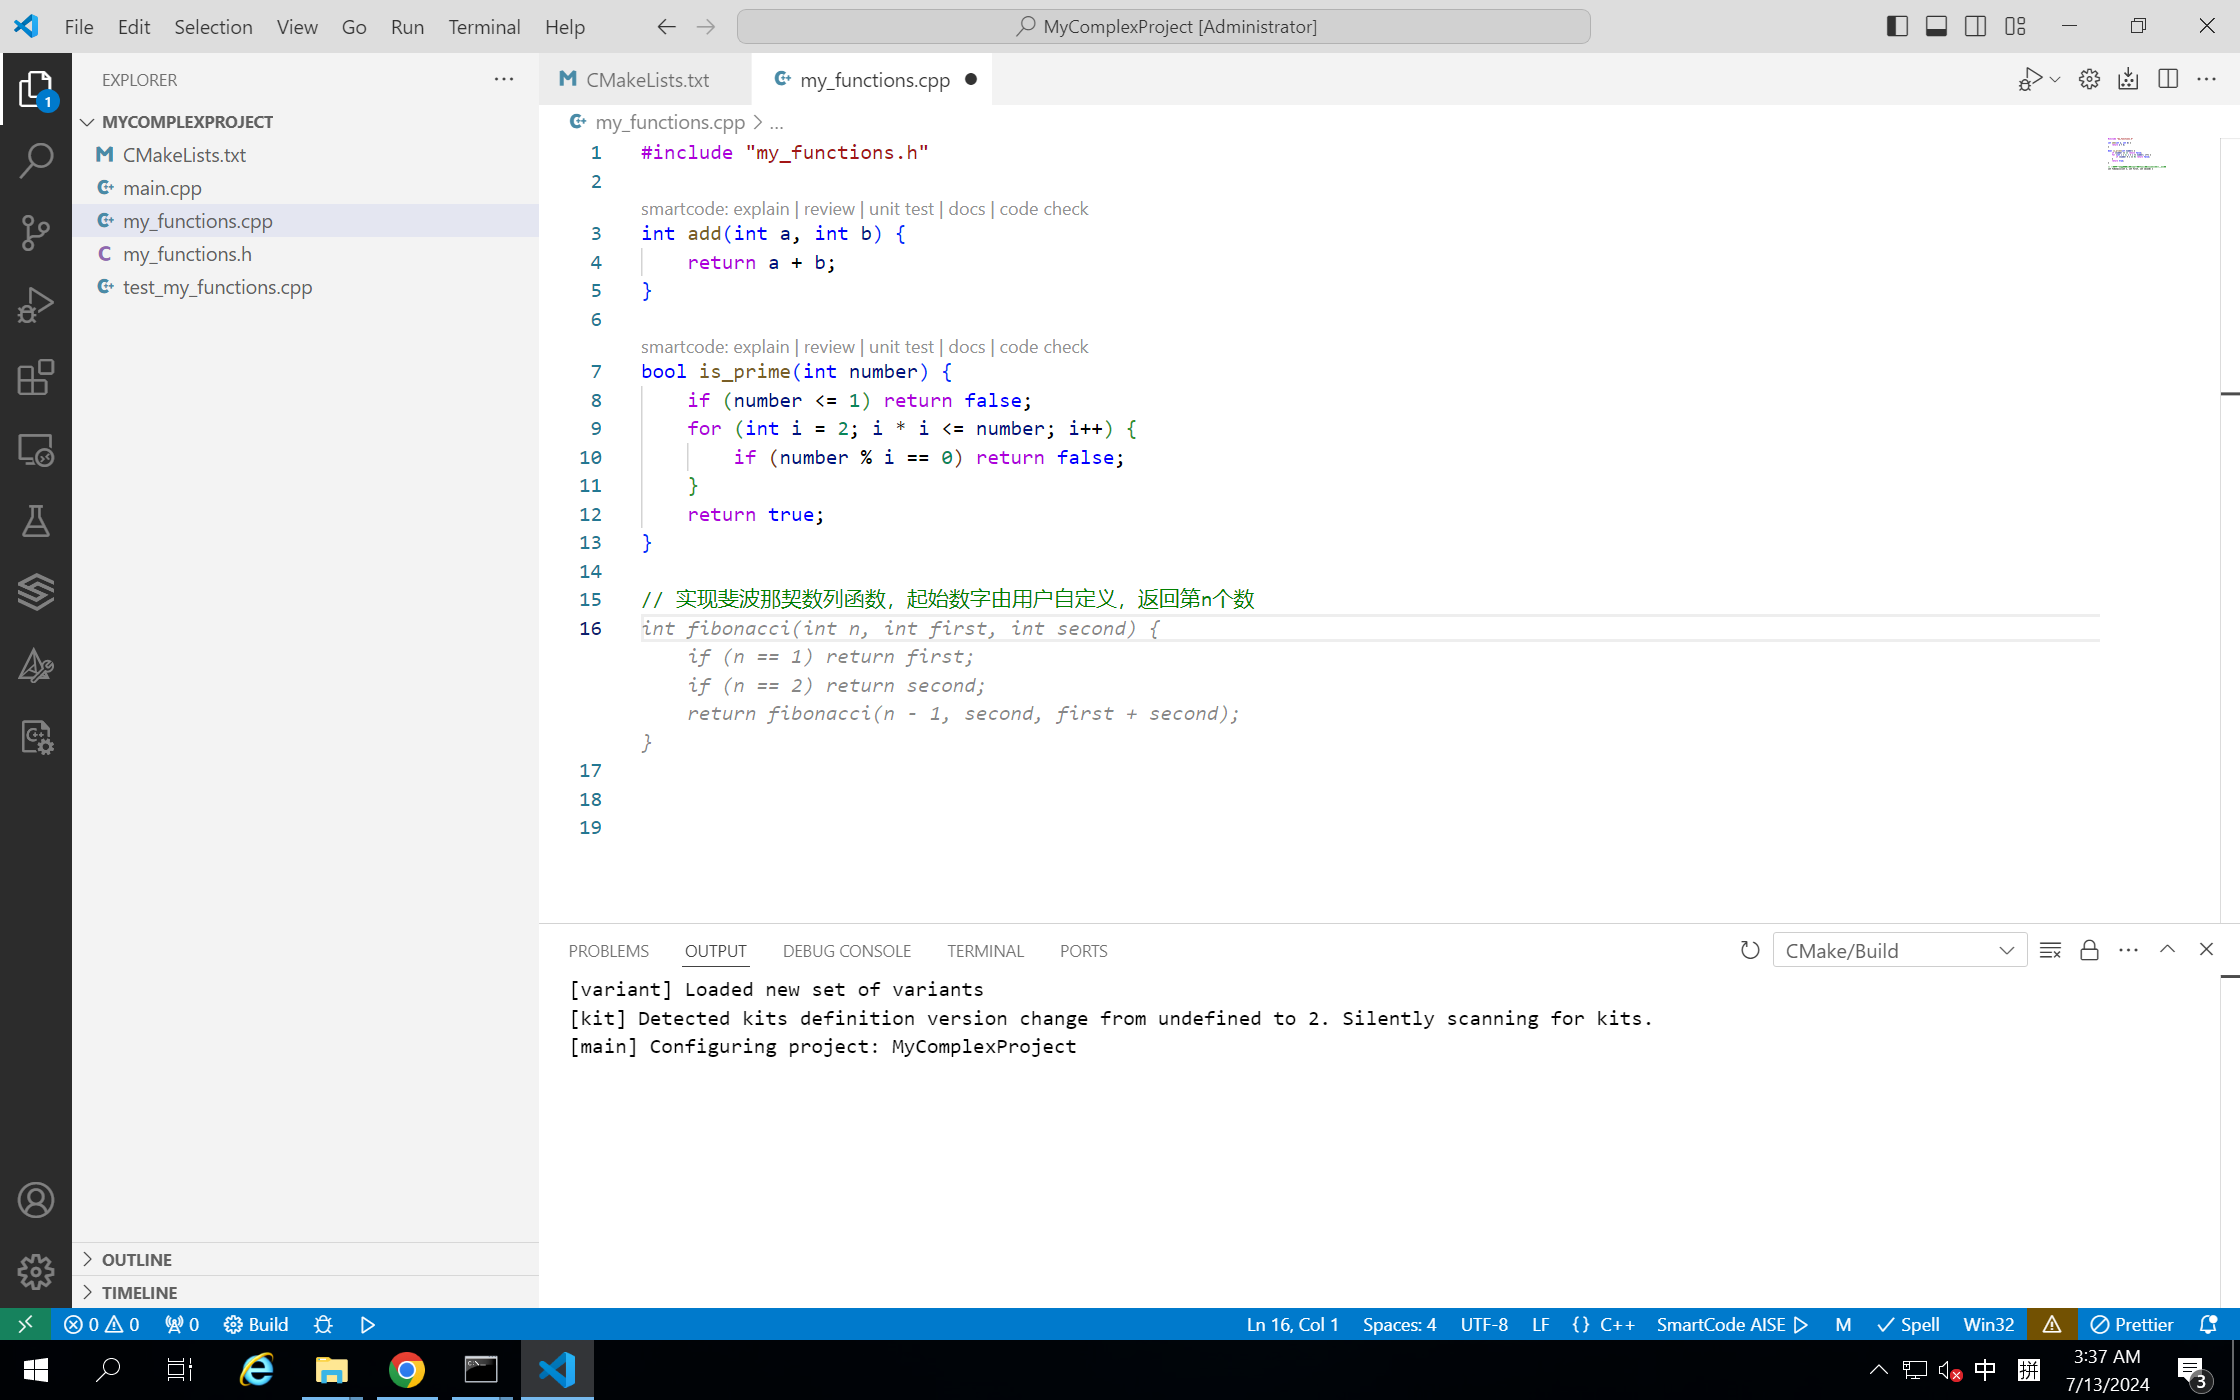 File Edit Selection View Go Run Terminal Help
MyComplexProject [Administrator]
EXPLORER
1
MYCOMPLEXPROJECT
CMakeLists.txt
main.cpp
my_functions.cpp
my_functions.h
test_my_functions.cpp
OUTLINE
TIMELINE
CMakeLists.txt
my_functions.cpp
my_functions.cpp > ...
1 #include "my_functions.h"
2
smartcode: explain | review | unit test | docs | code check
3 int add(int a, int b) {
4 return a + b;
5 }
6
smartcode: explain | review | unit test | docs | code check
7 bool is_prime(int number) {
8 if (number <= 1) return false;
9 for (int i = 2; i * i <= number; i++) {
10 if (number % i == 0) return false;
11 }
12 return true;
13 }
14
15 // 实现斐波那契数列函数，起始数字由用户自定义，返回第n个数
16 int fibonacci(int n, int first, int second) {
if (n == 1) return first;
if (n == 2) return second;
return fibonacci(n - 1, second, first + second);
}
17
18
19
PROBLEMS OUTPUT DEBUG CONSOLE TERMINAL PORTS
CMake/Build
[variant] Loaded new set of variants
[kit] Detected kits definition version change from undefined to 2. Silently scanning for kits.
[main] Configuring project: MyComplexProject
0 0 0 Build
Ln 16, Col 1 Spaces: 4 UTF-8 LF {} C++ SmartCode AISE M Spell Win32 Prettier
中 拼
3:37 AM
7/13/2024
3